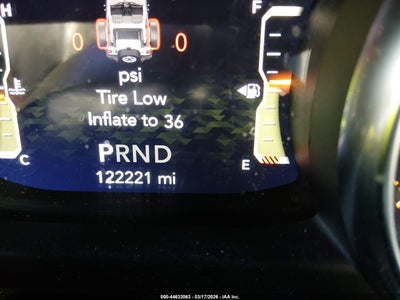 H
F
0
0
psi
Tire Low
Inflate to 36
PRND
C
E
122221 mi
000-44632063 - 03/17/2026 - IAA Inc.